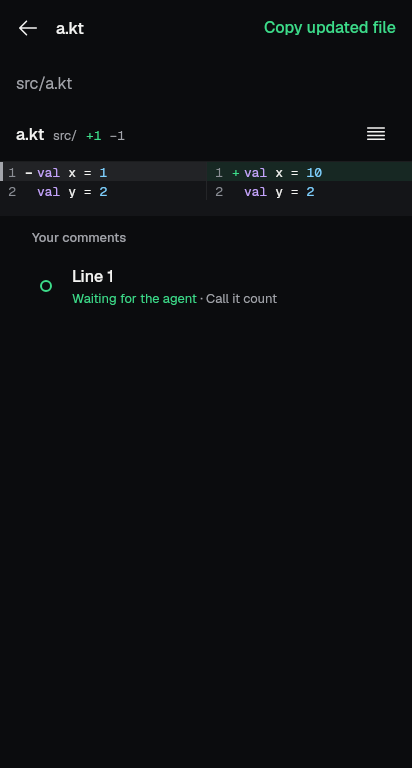 a.kt
Copy updated file
src/a.kt
a.kt src/ +1 −1
1 − val x = 1
2 val y = 2
1 + val x = 10
2 val y = 2
Your comments
Line 1
Waiting for the agent · Call it count